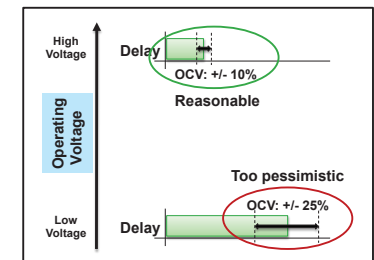 High
Voltage
Delay
OCV: +/- 10%
Reasonable
Operating
Voltage
Too pessimistic
OCV: +/- 25%
Low
Voltage
Delay